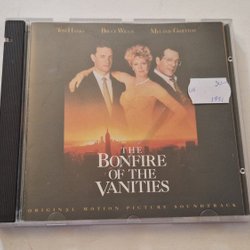 TOM HANKS BRUCE WILLIS MELANIE GRIFFITH
THE
BONFIRE
OF THE
VANITIES
ORIGINAL MOTION PICTURE SOUNDTRACK